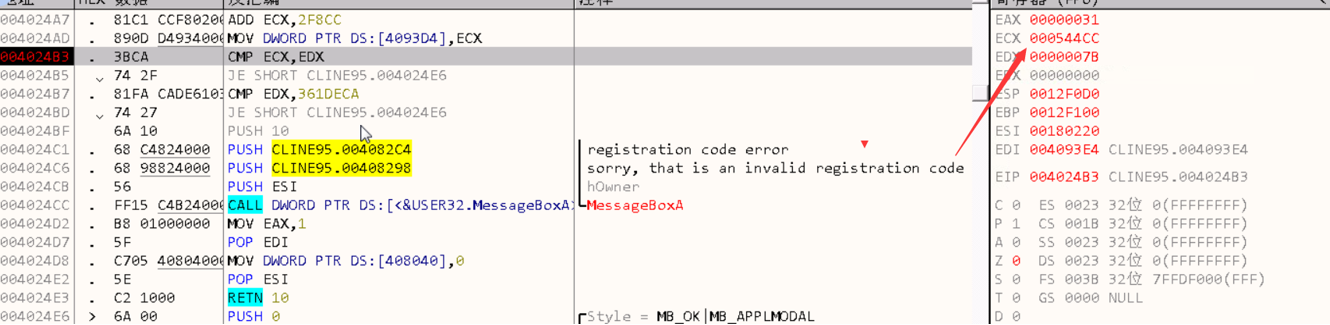 地址 HEX 数据 反汇编 注释 寄存器 (FPU)
004024A7 . 81C1 CCF80200 ADD ECX,2F8CC
004024AD . 890D D4934000 MOV DWORD PTR DS:[4093D4],ECX
004024B3 . 3BCA CMP ECX,EDX
004024B5 . 74 2F JE SHORT CLINE95.004024E6
004024B7 . 81FA CADE6103 CMP EDX,361DECA
004024BD . 74 27 JE SHORT CLINE95.004024E6
004024BF . 6A 10 PUSH 10
004024C1 . 68 C4824000 PUSH CLINE95.004082C4 registration code error
004024C6 . 68 98824000 PUSH CLINE95.00408298 sorry, that is an invalid registration code
004024CB . 56 PUSH ESI hOwner
004024CC . FF15 C4B24000 CALL DWORD PTR DS:[<&USER32.MessageBoxA> MessageBoxA
004024D2 . B8 01000000 MOV EAX,1
004024D7 . 5F POP EDI
004024D8 . C705 40804000 MOV DWORD PTR DS:[408040],0
004024E2 . 5E POP ESI
004024E3 . C2 1000 RETN 10
004024E6 > 6A 00 PUSH 0 Style = MB_OK|MB_APPLMODAL
EAX 00000031
ECX 000544CC
EDX 0000007B
EBX 00000000
ESP 0012F0D0
EBP 0012F100
ESI 00180220
EDI 004093E4 CLINE95.004093E4
EIP 004024B3 CLINE95.004024B3
C 0 ES 0023 32位 0(FFFFFFFF)
P 1 CS 001B 32位 0(FFFFFFFF)
A 0 SS 0023 32位 0(FFFFFFFF)
Z 0 DS 0023 32位 0(FFFFFFFF)
S 0 FS 003B 32位 7FFDF000(FFF)
T 0 GS 0000 NULL
D 0